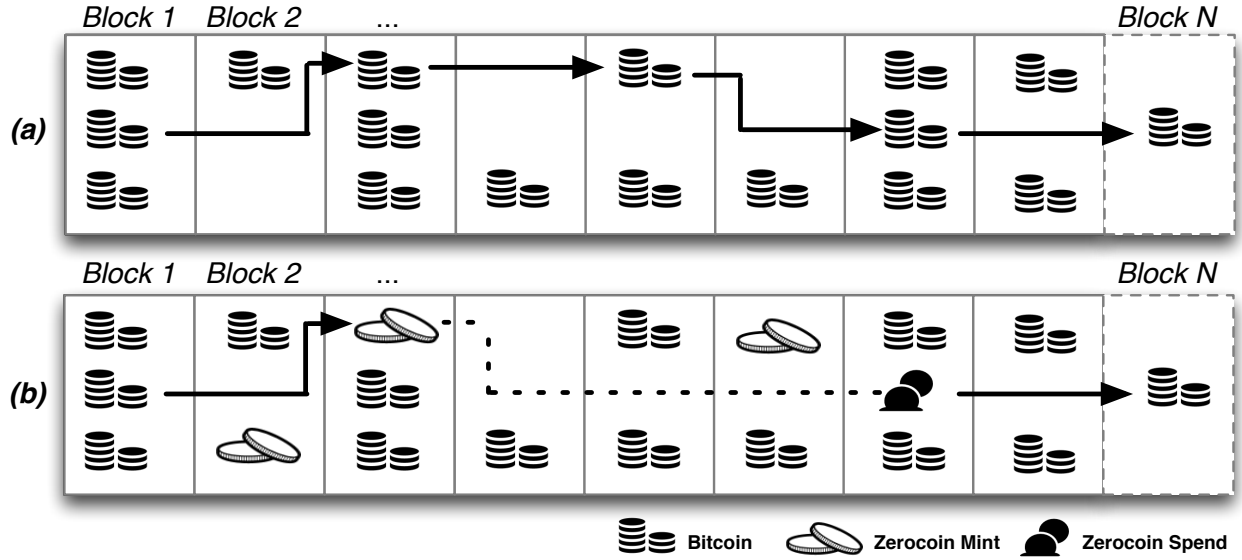 Block 1 Block 2 ... Block N
(a)
Block 1 Block 2 ... Block N
(b)
Bitcoin Zerocoin Mint Zerocoin Spend